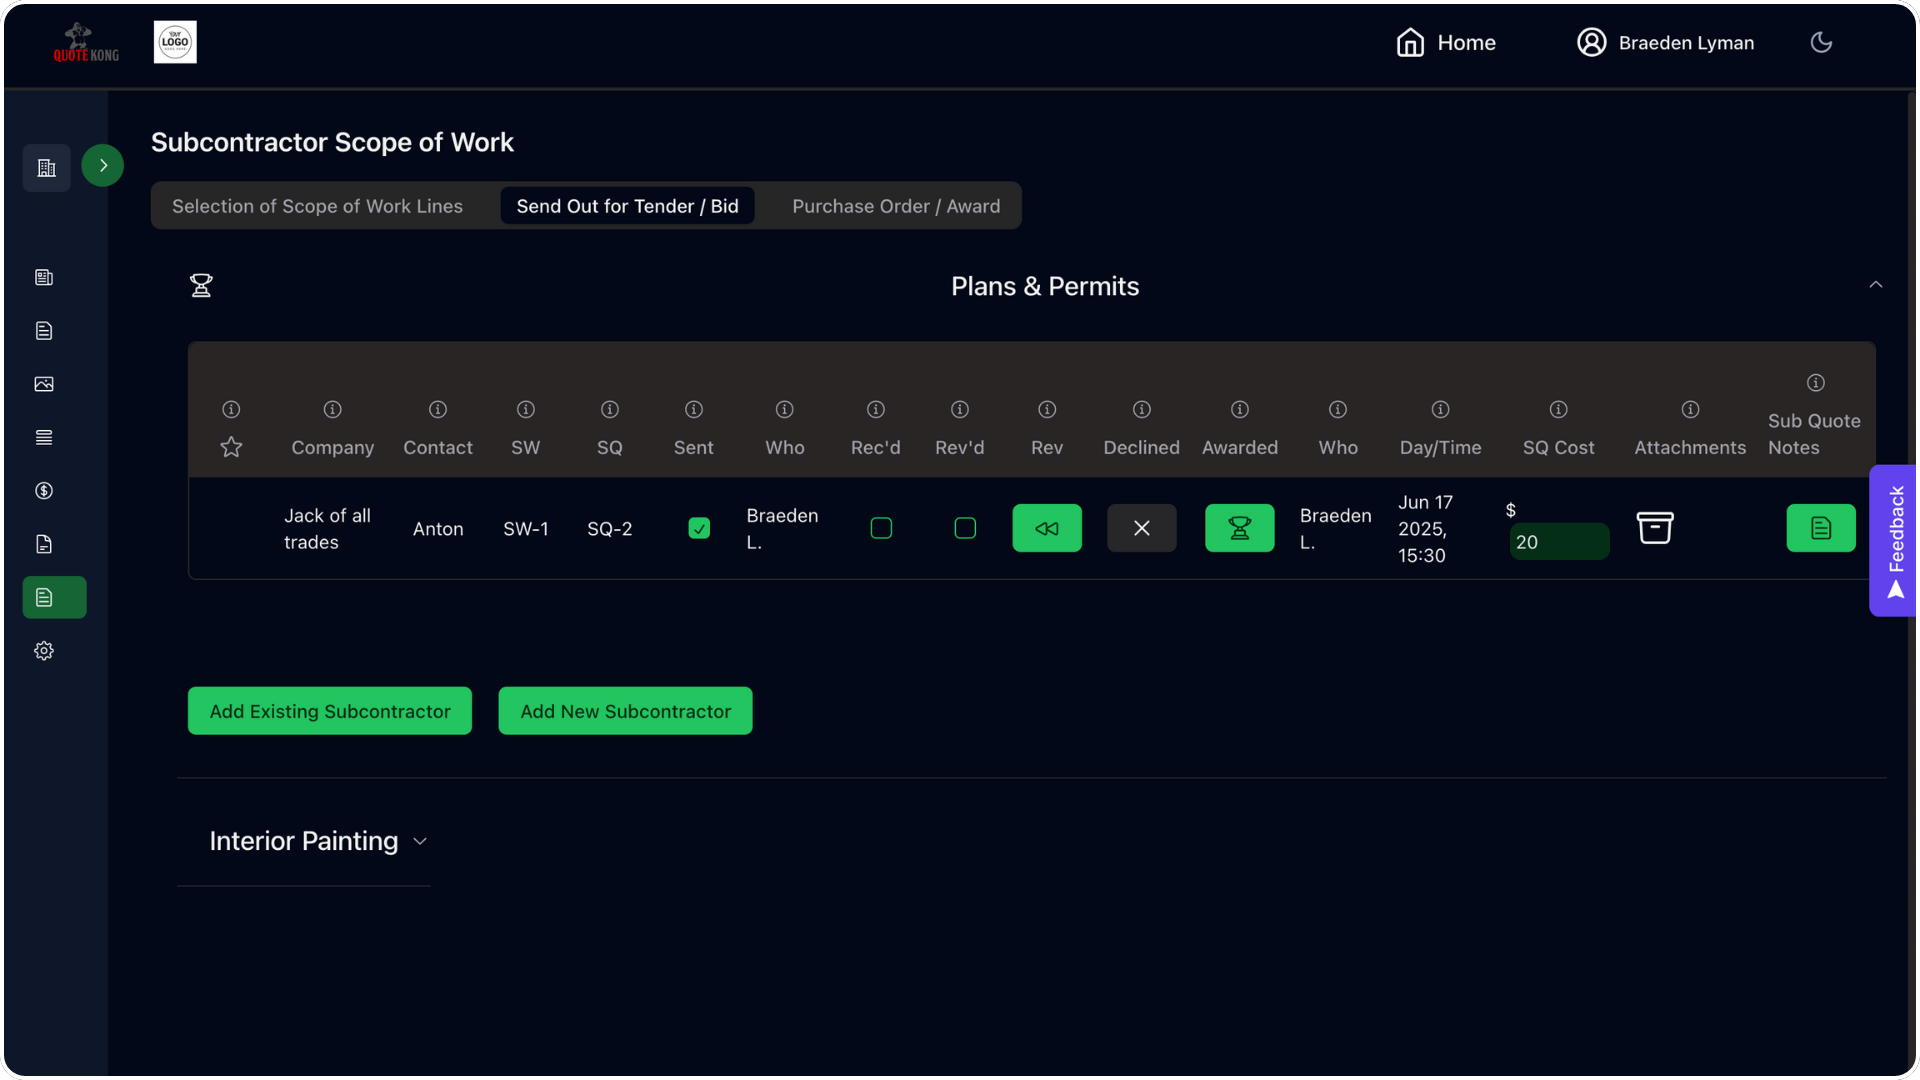 QUOTE KONG
YOUR
LOGO
Home
Braeden Lyman
Subcontractor Scope of Work
Selection of Scope of Work Lines
Send Out for Tender / Bid
Purchase Order / Award
Plans & Permits
Company
Contact
SW
SQ
Sent
Who
Rec'd
Rev'd
Rev
Declined
Awarded
Who
Day/Time
SQ Cost
Attachments
Sub Quote
Notes
Jack of all
trades
Anton
SW-1
SQ-2
Braeden
L.
Braeden
L.
Jun 17
2025,
15:30
$
20
Feedback
Add Existing Subcontractor
Add New Subcontractor
Interior Painting